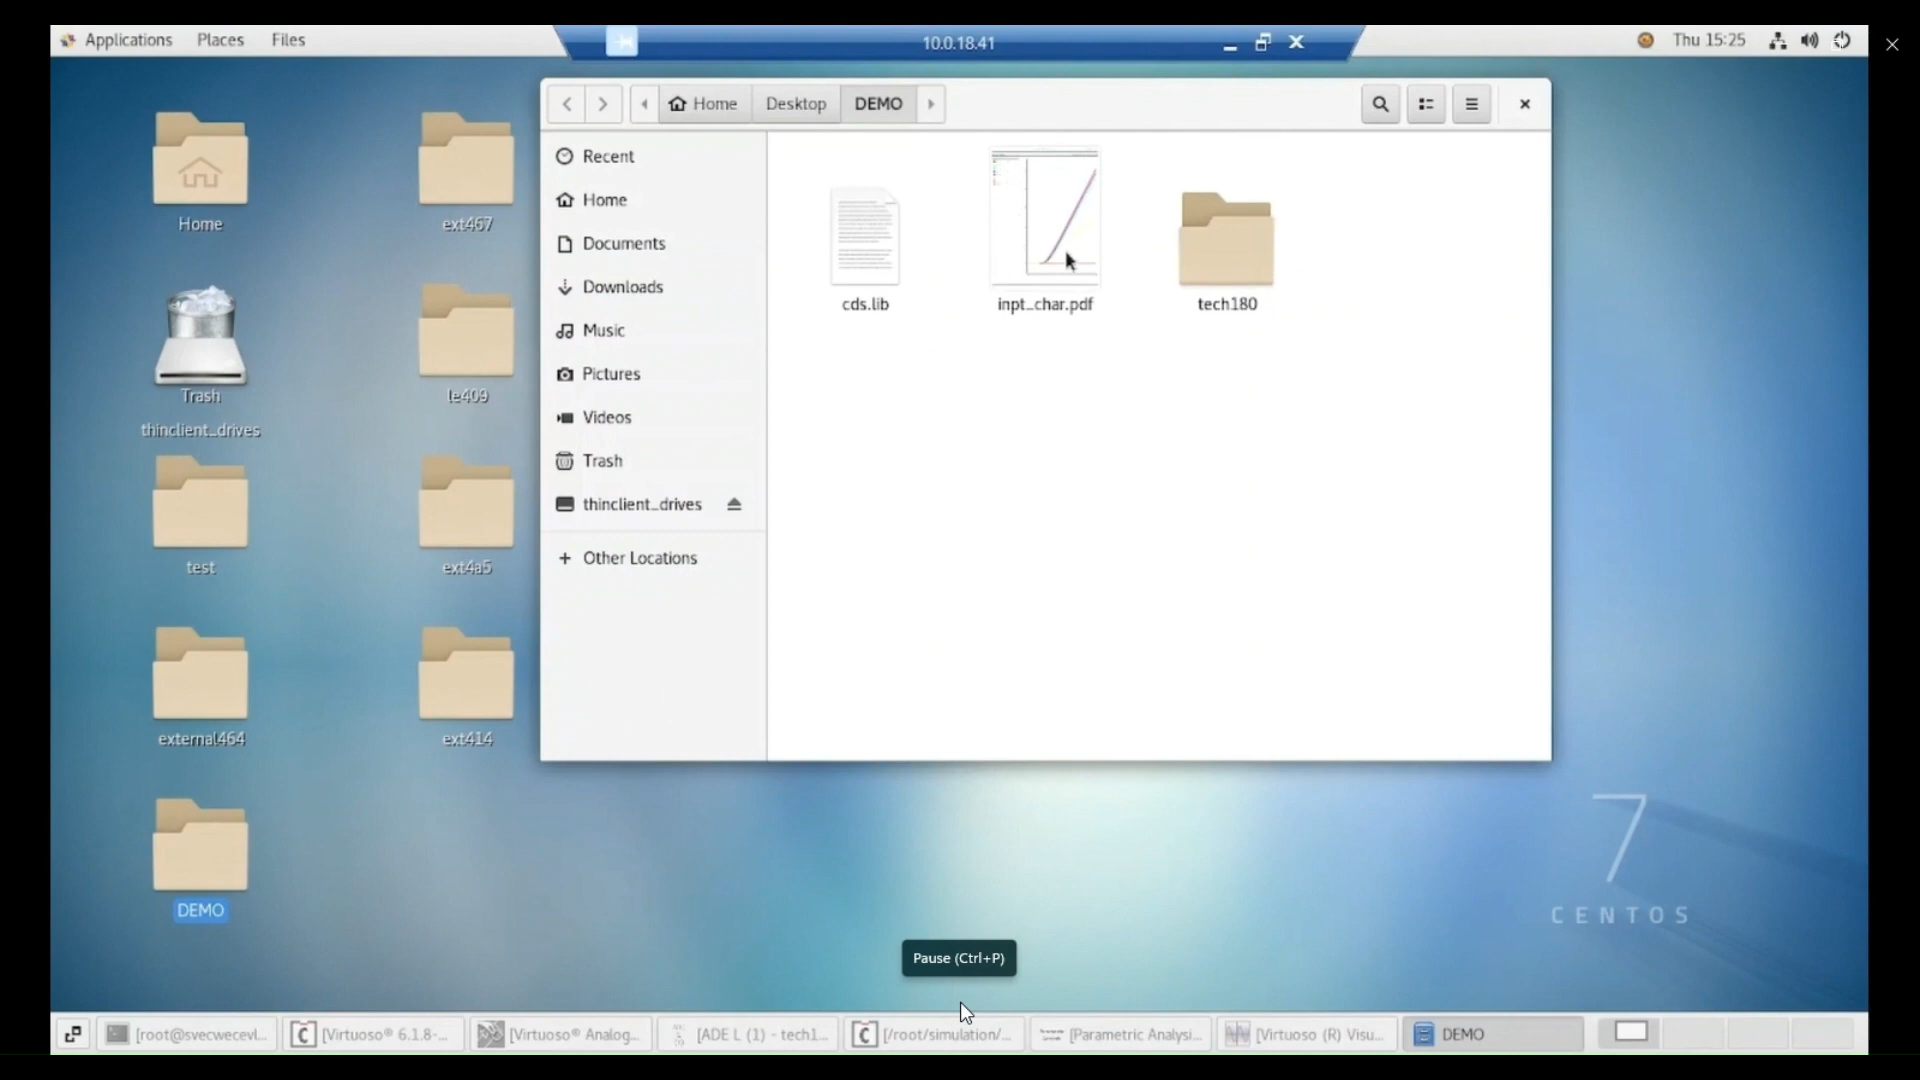 Applications Places Files
10.0.18.41
Thu 15:25
Home Desktop DEMO
Recent
Home
Documents
Downloads
Music
Pictures
Videos
Trash
thinclient_drives
+ Other Locations
cds.lib
inpt_char.pdf
tech180
Home
ext467
Trash
le409
thinclient_drives
test
ext4a5
external464
ext414
DEMO
7
CENTOS
Pause (Ctrl+P)
[root@svecwecevl... [Virtuoso® 6.1.8-... [Virtuoso® Analog... [ADE L (1) - tech1... [/root/simulation/... [Parametric Analysi... [Virtuoso (R) Visu... DEMO